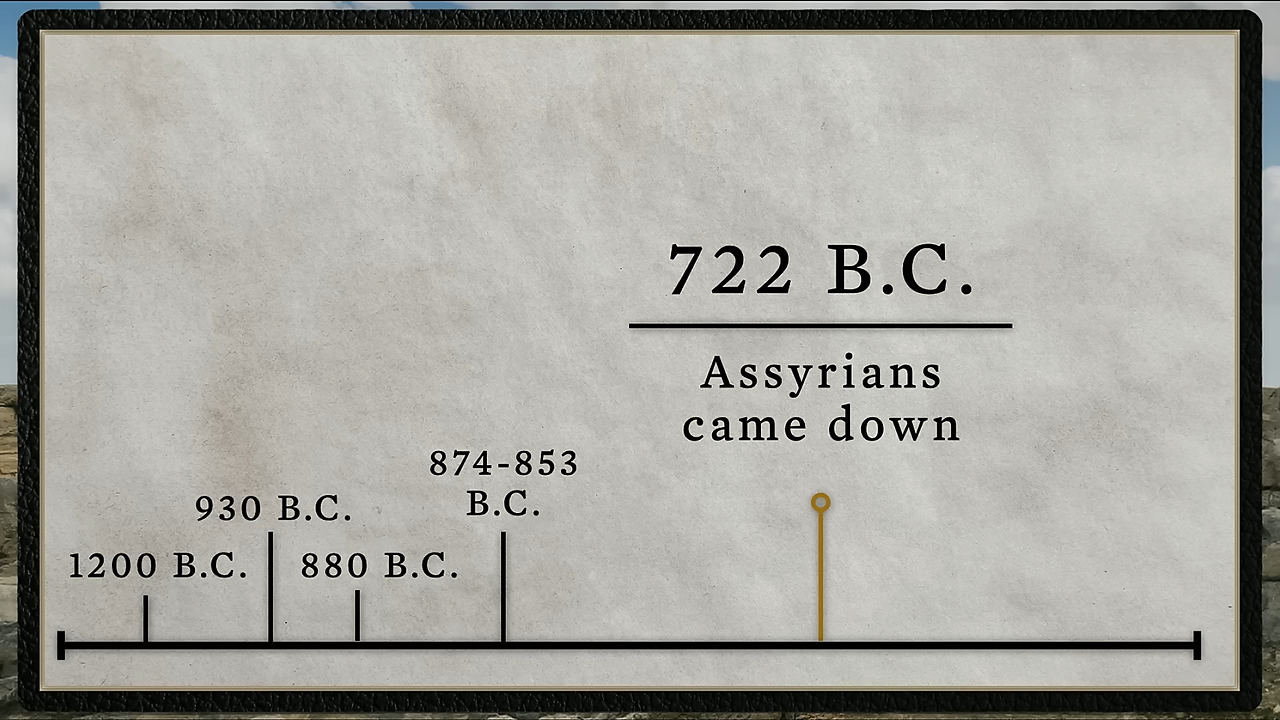 722 B.C.
Assyrians
came down
874-853
B.C.
930 B.C.
1200 B.C.
880 B.C.